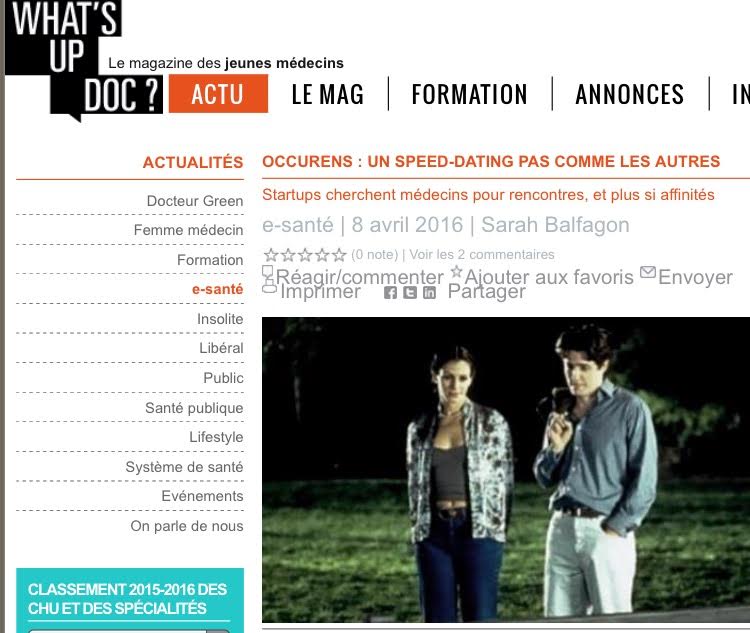 WHAT'S
UP
DOC ?
Le magazine des jeunes médecins
ACTU
LE MAG
FORMATION
ANNONCES
IN
ACTUALITÉS
Docteur Green
Femme médecin
Formation
e-santé
Insolite
Libéral
Public
Santé publique
Lifestyle
Système de santé
Evénements
On parle de nous
CLASSEMENT 2015-2016 DES
CHU ET DES SPÉCIALITÉS
OCCURENS : UN SPEED-DATING PAS COMME LES AUTRES
Startups cherchent médecins pour rencontres, et plus si affinités
e-santé | 8 avril 2016 | Sarah Balfagon
(0 note) | Voir les 2 commentaires
Réagir/commenter Ajouter aux favoris Envoyer
Imprimer Partager